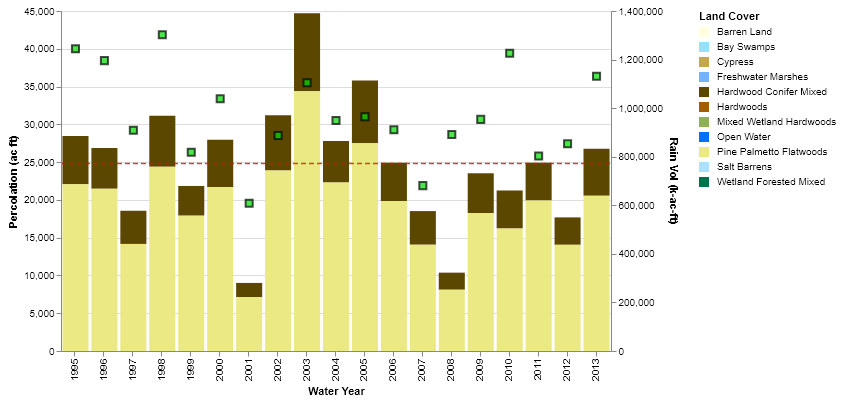 Percolation (ac ft)
45,000
40,000
35,000
30,000
25,000
20,000
15,000
10,000
5,000
0
1995
1996
1997
1998
1999
2000
2001
2002
2003
2004
2005
2006
2007
2008
2009
2010
2011
2012
2013
Water Year
1,400,000
1,200,000
1,000,000
800,000
600,000
400,000
200,000
0
Rain Vol (k-ac-ft)
Land Cover
Barren Land
Bay Swamps
Cypress
Freshwater Marshes
Hardwood Conifer Mixed
Hardwoods
Mixed Wetland Hardwoods
Open Water
Pine Palmetto Flatwoods
Salt Barrens
Wetland Forested Mixed